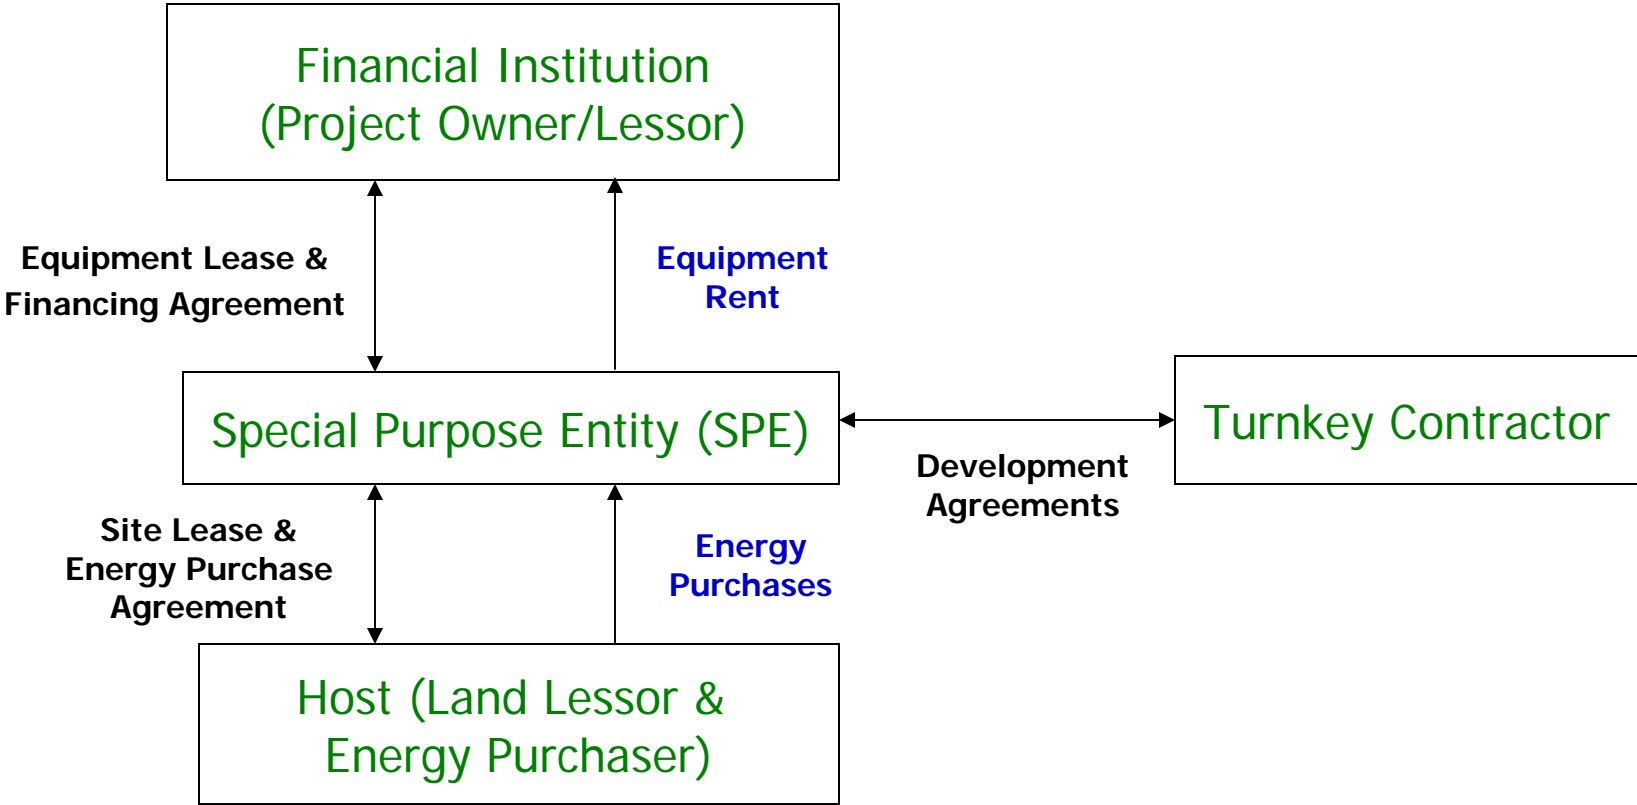 Financial Institution
(Project Owner/Lessor)
Equipment Lease &
Financing Agreement
Equipment
Rent
Special Purpose Entity (SPE)
Turnkey Contractor
Development
Agreements
Site Lease &
Energy Purchase
Agreement
Energy
Purchases
Host (Land Lessor &
Energy Purchaser)